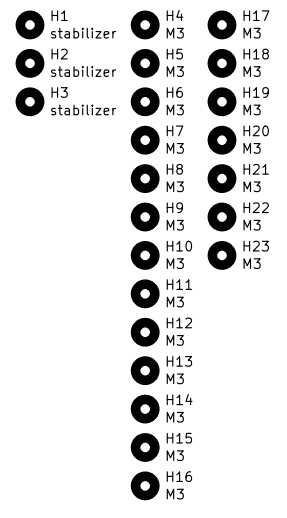 H1
stabilizer
H2
stabilizer
H3
stabilizer
H4
M3
H5
M3
H6
M3
H7
M3
H8
M3
H9
M3
H10
M3
H11
M3
H12
M3
H13
M3
H14
M3
H15
M3
H16
M3
H17
M3
H18
M3
H19
M3
H20
M3
H21
M3
H22
M3
H23
M3